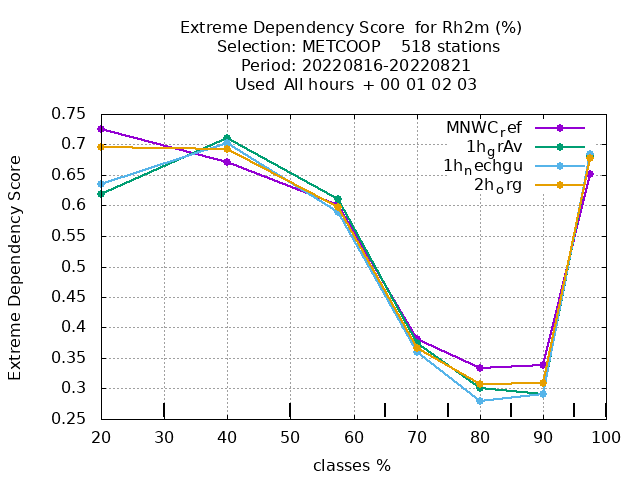 Extreme Dependency Score  for Rh2m (%)
Selection: METCOOP    518 stations
Period: 20220816-20220821
Used  All hours  + 00 01 02 03
MNWC_ref
1h_grAv
1h_nechgu
2h_org
Extreme Dependency Score
0.75
0.7
0.65
0.6
0.55
0.5
0.45
0.4
0.35
0.3
0.25
20 30 40 50 60 70 80 90 100
classes %